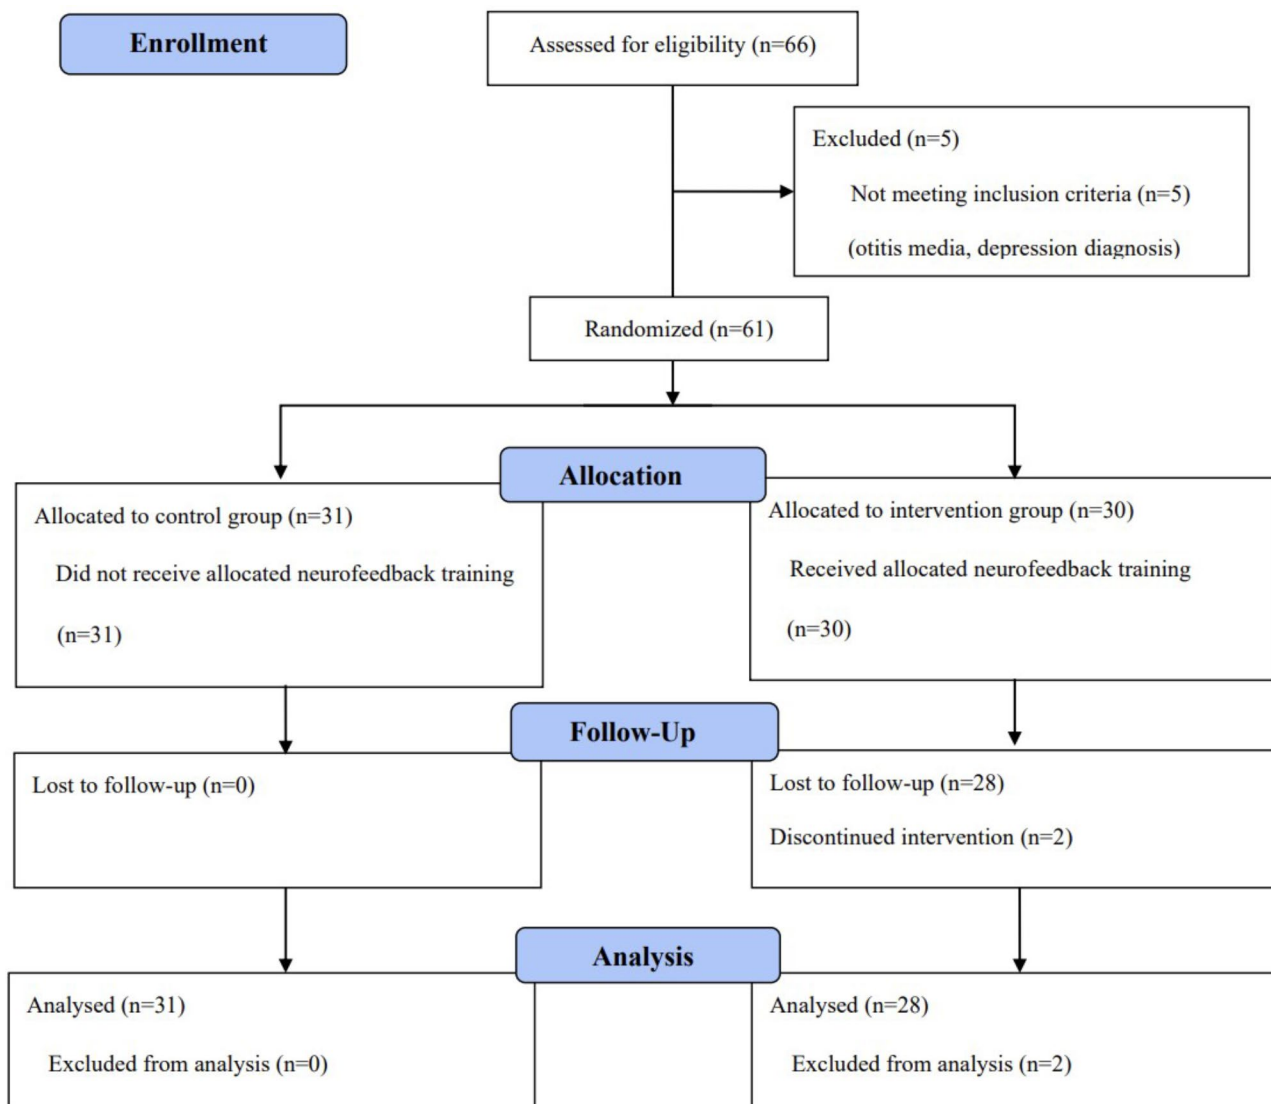 Enrollment
Assessed for eligibility (n=66)
Excluded (n=5)
Not meeting inclusion criteria (n=5)
(otitis media, depression diagnosis)
Randomized (n=61)
Allocation
Allocated to control group (n=31)
Did not receive allocated neurofeedback training
(n=31)
Allocated to intervention group (n=30)
Received allocated neurofeedback training
(n=30)
Follow-Up
Lost to follow-up (n=0)
Lost to follow-up (n=28)
Discontinued intervention (n=2)
Analysis
Analysed (n=31)
Excluded from analysis (n=0)
Analysed (n=28)
Excluded from analysis (n=2)